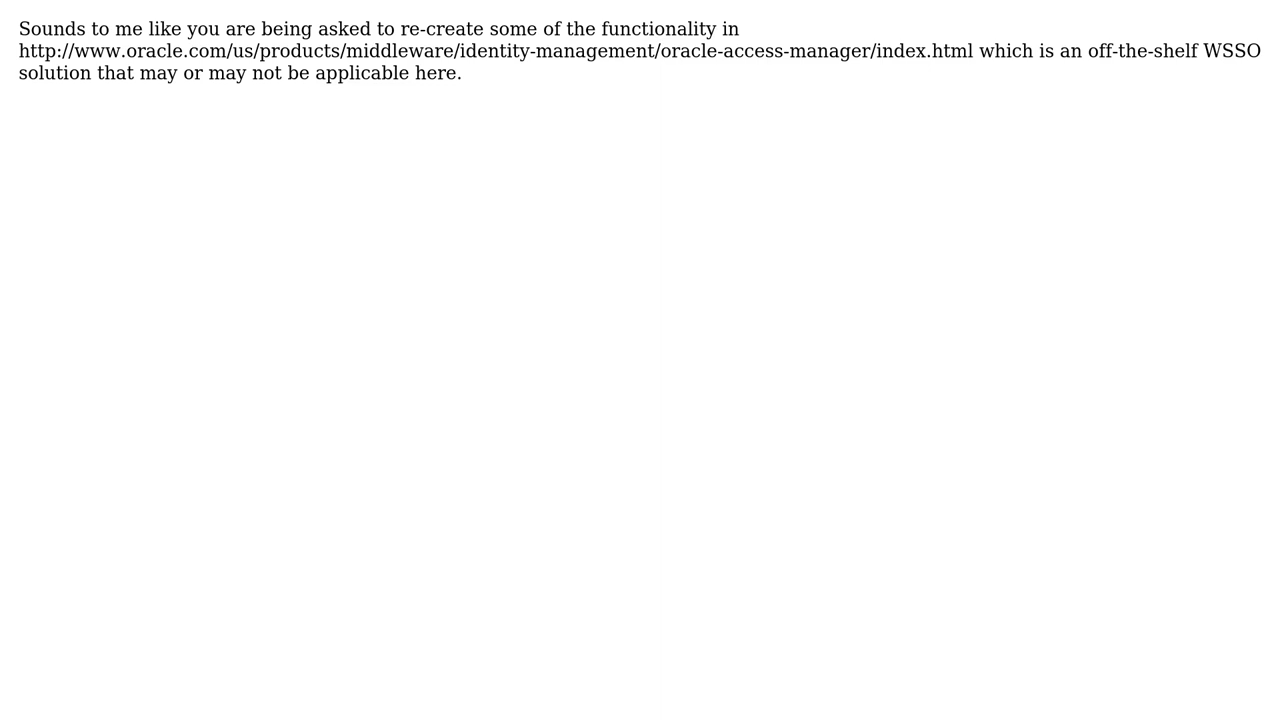 Sounds to me like you are being asked to re-create some of the functionality in
http://www.oracle.com/us/products/middleware/identity-management/oracle-access-manager/index.html which is an off-the-shelf WSSO
solution that may or may not be applicable here.